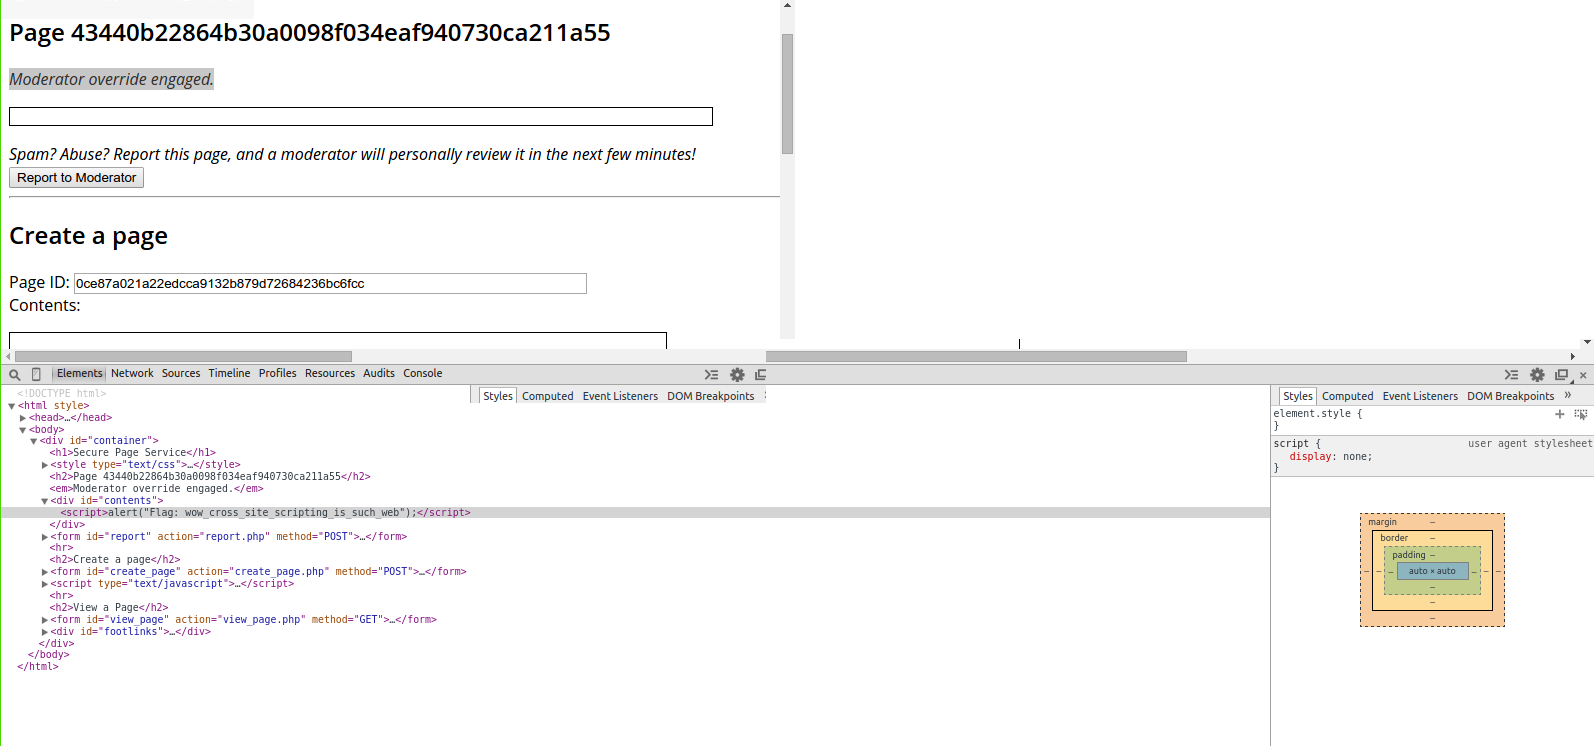 Page 43440b22864b30a0098f034eaf940730ca211a55
Moderator override engaged.
Spam? Abuse? Report this page, and a moderator will personally review it in the next few minutes!
Report to Moderator
Create a page
Page ID: 0ce87a021a22edcca9132b879d72684236bc6fcc
Contents:
Elements Network Sources Timeline Profiles Resources Audits Console
<!DOCTYPE html>
<html style>
<head>…</head>
<body>
<div id="container">
<h1>Secure Page Service</h1>
<style type="text/css">…</style>
<h2>Page 43440b22864b30a0098f034eaf940730ca211a55</h2>
<em>Moderator override engaged.</em>
<div id="contents">
<script>alert("Flag: wow_cross_site_scripting_is_such_web");</script>
</div>
<form id="report" action="report.php" method="POST">…</form>
<hr>
<h2>Create a page</h2>
<form id="create_page" action="create_page.php" method="POST">…</form>
<script type="text/javascript">…</script>
<hr>
<h2>View a Page</h2>
<form id="view_page" action="view_page.php" method="GET">…</form>
<div id="footlinks">…</div>
</div>
</body>
</html>
Styles Computed Event Listeners DOM Breakpoints
Styles Computed Event Listeners DOM Breakpoints »
element.style {
}
script { user agent stylesheet
display: none;
}
margin –
border –
padding –
– – – auto × auto – – –
–
–
–